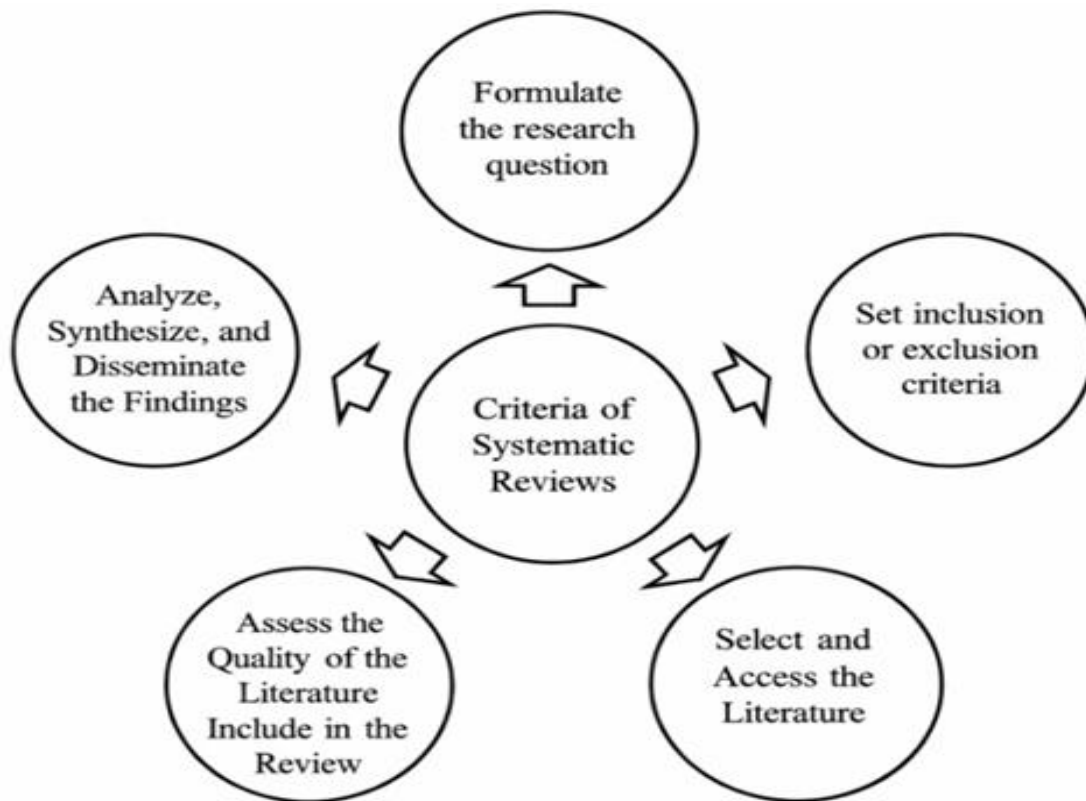 Formulate
the research
question
Set inclusion
or exclusion
criteria
Select and
Access the
Literature
Assess the
Quality of the
Literature
Include in the
Review
Analyze,
Synthesize, and
Disseminate
the Findings
Criteria of
Systematic
Reviews